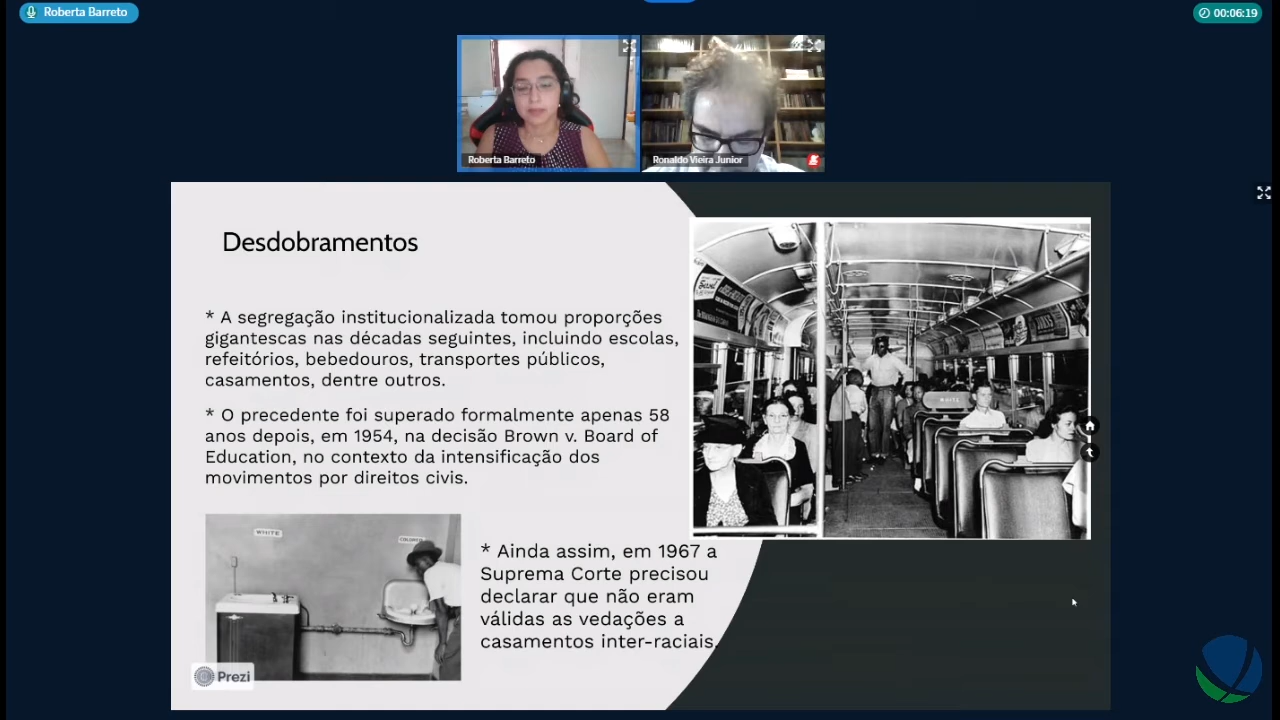 Roberta Barreto
00:06:19
Roberta Barreto
Ronaldo Vieira Junior
Desdobramentos
* A segregação institucionalizada tomou proporções
gigantescas nas décadas seguintes, incluindo escolas,
refeitórios, bebedouros, transportes públicos,
casamentos, dentre outros.
* O precedente foi superado formalmente apenas 58
anos depois, em 1954, na decisão Brown v. Board of
Education, no contexto da intensificação dos
movimentos por direitos civis.
WHITE
WHITE
COLORED
* Ainda assim, em 1967 a
Suprema Corte precisou
declarar que não eram
válidas as vedações a
casamentos inter-raciais.
Prezi